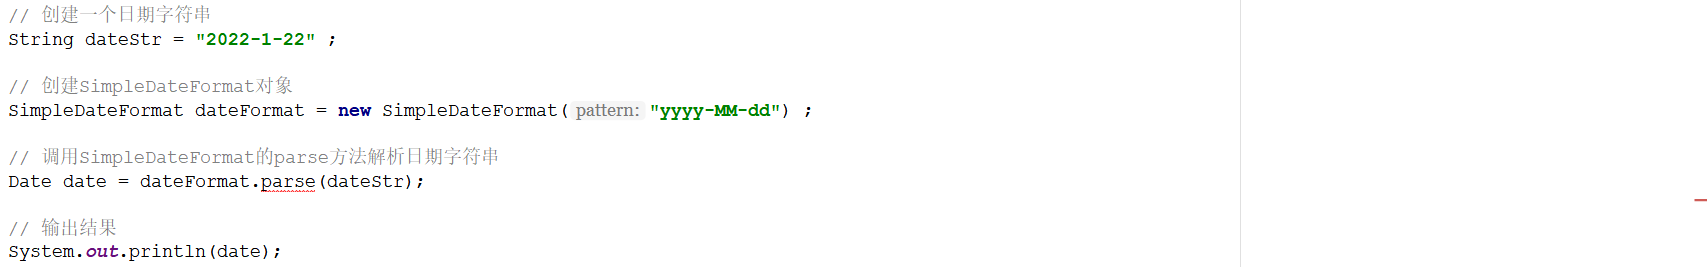 // 创建一个日期字符串
String dateStr = "2022-1-22" ;
// 创建SimpleDateFormat对象
SimpleDateFormat dateFormat = new SimpleDateFormat( pattern: "yyyy-MM-dd") ;
// 调用SimpleDateFormat的parse方法解析日期字符串
Date date = dateFormat.parse(dateStr);
// 输出结果
System.out.println(date);